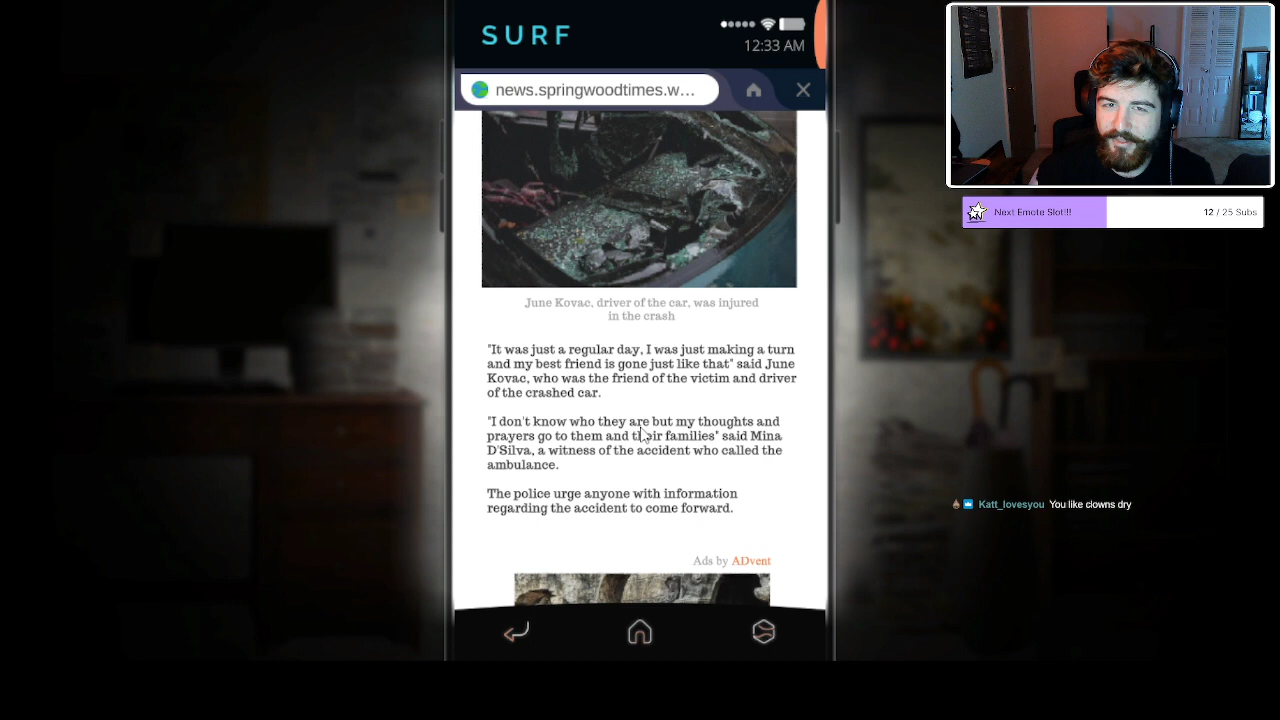 SURF
12:33 AM
news.springwoodtimes.w...
June Kovac, driver of the car, was injured
in the crash
"It was just a regular day, I was just making a turn
and my best friend is gone just like that" said June
Kovac, who was the friend of the victim and driver
of the crashed car.
"I don't know who they are but my thoughts and
prayers go to them and their families" said Mina
D'Silva, a witness of the accident who called the
ambulance.
The police urge anyone with information
regarding the accident to come forward.
Ads by ADvent
Next Emote Slot!!!
12 / 25 Subs
Katt_lovesyou You like clowns dry